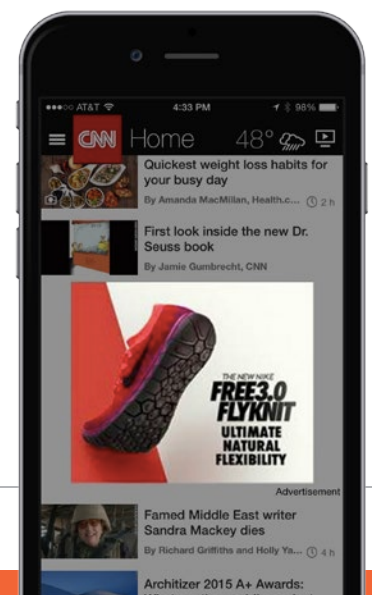 AT&T 4:33 PM 98%
CNN Home 48°
Quickest weight loss habits for
your busy day
By Amanda MacMillan, Health.c... 2 h
First look inside the new Dr.
Seuss book
By Jamie Gumbrecht, CNN
THE NEW NIKE
FREE3.0
FLYKNIT
ULTIMATE
NATURAL
FLEXIBILITY
Advertisement
Famed Middle East writer
Sandra Mackey dies
By Richard Griffiths and Holly Ya... 4 h
Architizer 2015 A+ Awards: